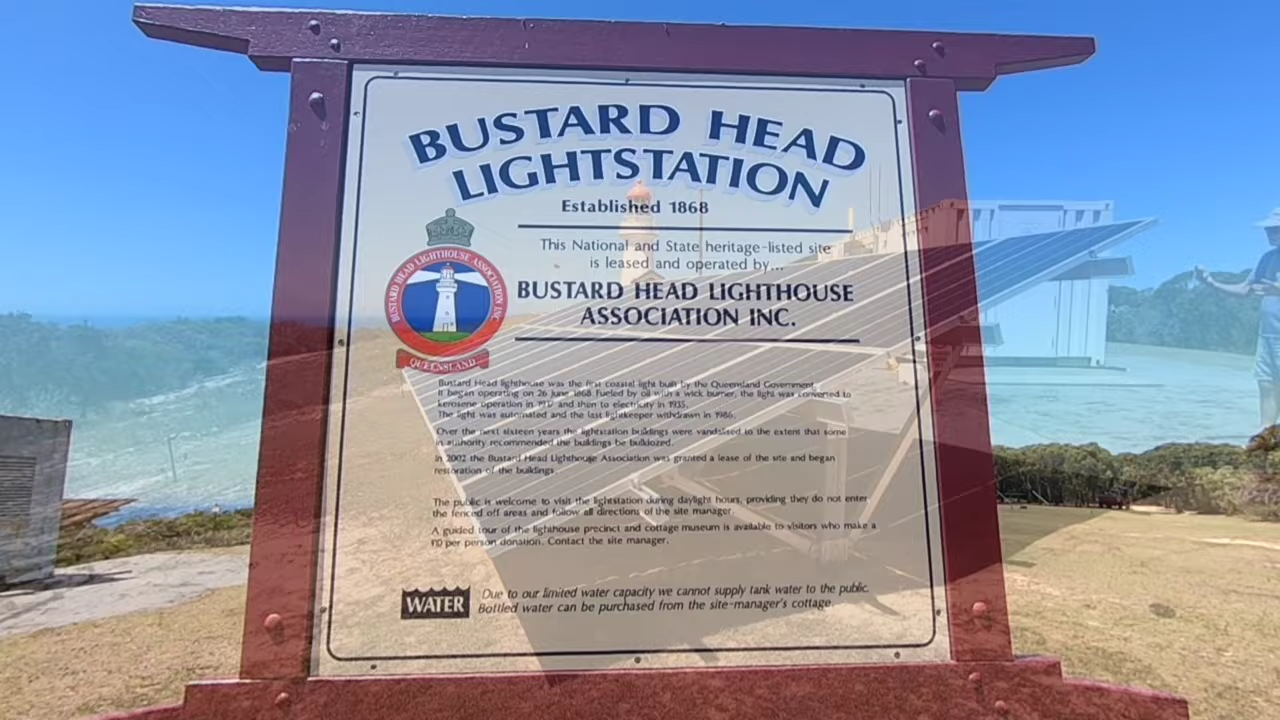 BUSTARD HEAD
LIGHTSTATION
Established 1868
This National and State heritage-listed site
is leased and operated by...
BUSTARD HEAD LIGHTHOUSE
ASSOCIATION INC.
BUSTARD HEAD LIGHTHOUSE ASSOCIATION INC
QUEENSLAND
Bustard Head lighthouse was the first coastal light built by the Queensland Government.
It began operating on 26 June 1868 fueled by oil with a wick burner, the light was converted to
kerosene operation in 1917 and then to electricity in 1935.
The light was automated and the last lightkeeper withdrawn in 1986.
Over the next sixteen years the lightstation buildings were vandalised to the extent that some
in authority recommended the buildings be bulldozed.
In 2002 the Bustard Head Lighthouse Association was granted a lease of the site and began
restoration of the buildings.
The public is welcome to visit the lightstation during daylight hours, providing they do not enter
the fenced off areas and follow all directions of the site manager.
A guided tour of the lighthouse precinct and cottage museum is available to visitors who make a
$10 per person donation. Contact the site manager.
WATER
Due to our limited water capacity we cannot supply tank water to the public.
Bottled water can be purchased from the site-manager's cottage.